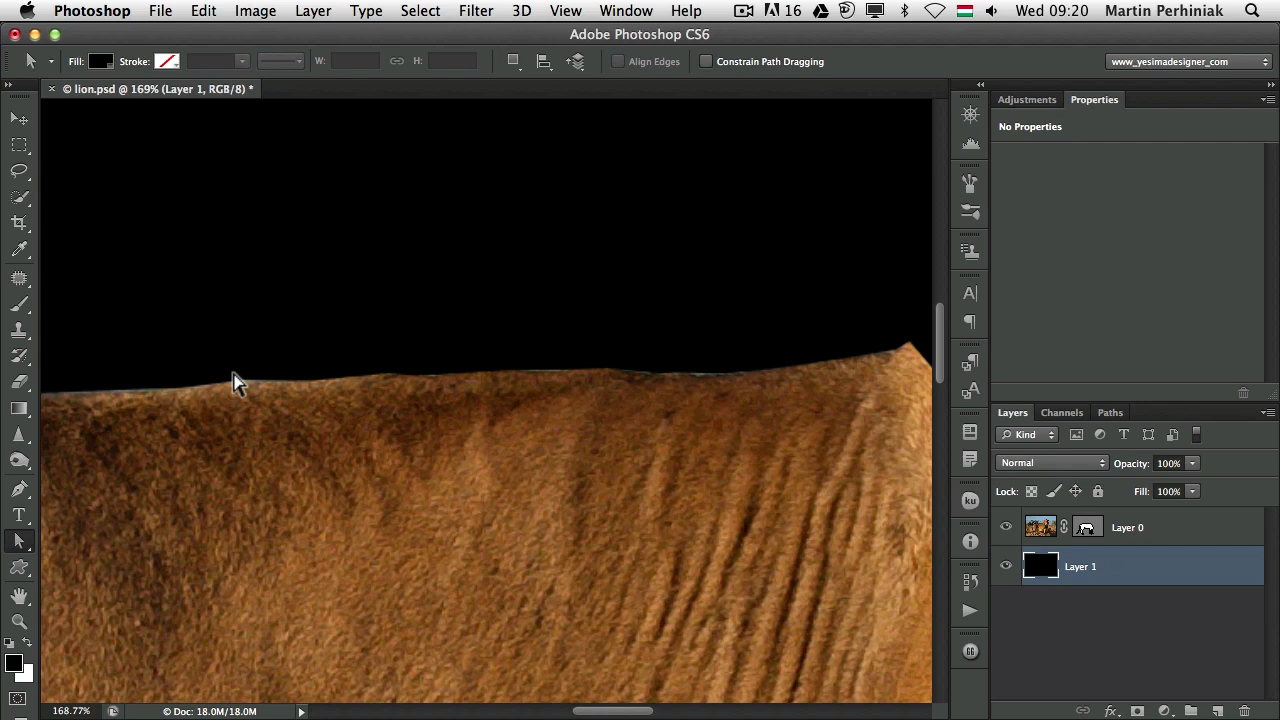 Photoshop File Edit Image Layer Type Select Filter 3D View Window Help 16 Wed 09:20 Martin Perhiniak
Adobe Photoshop CS6
Fill: Stroke: W: H: Align Edges Constrain Path Dragging www_yesimadesigner_com
× © lion.psd @ 169% (Layer 1, RGB/8) *
Adjustments Properties
No Properties
Layers Channels Paths
Kind
Normal Opacity: 100%
Lock: Fill: 100%
Layer 0
Layer 1
168.77% © Doc: 18.0M/18.0M